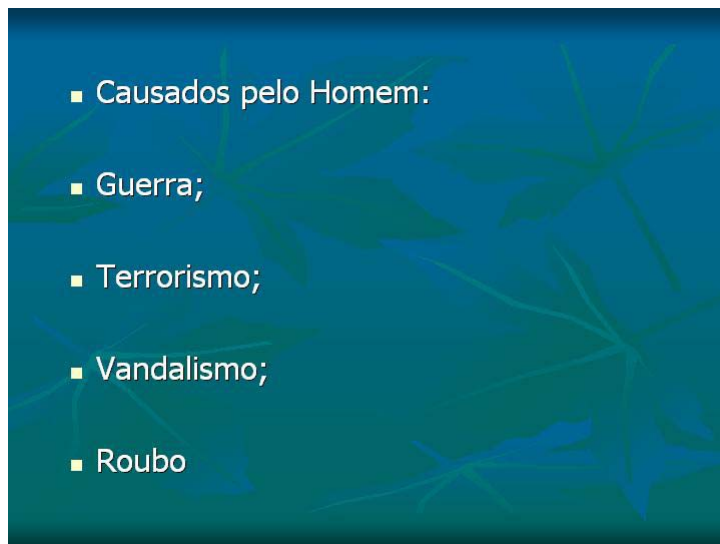 Causados pelo Homem:
Guerra;
Terrorismo;
Vandalismo;
Roubo